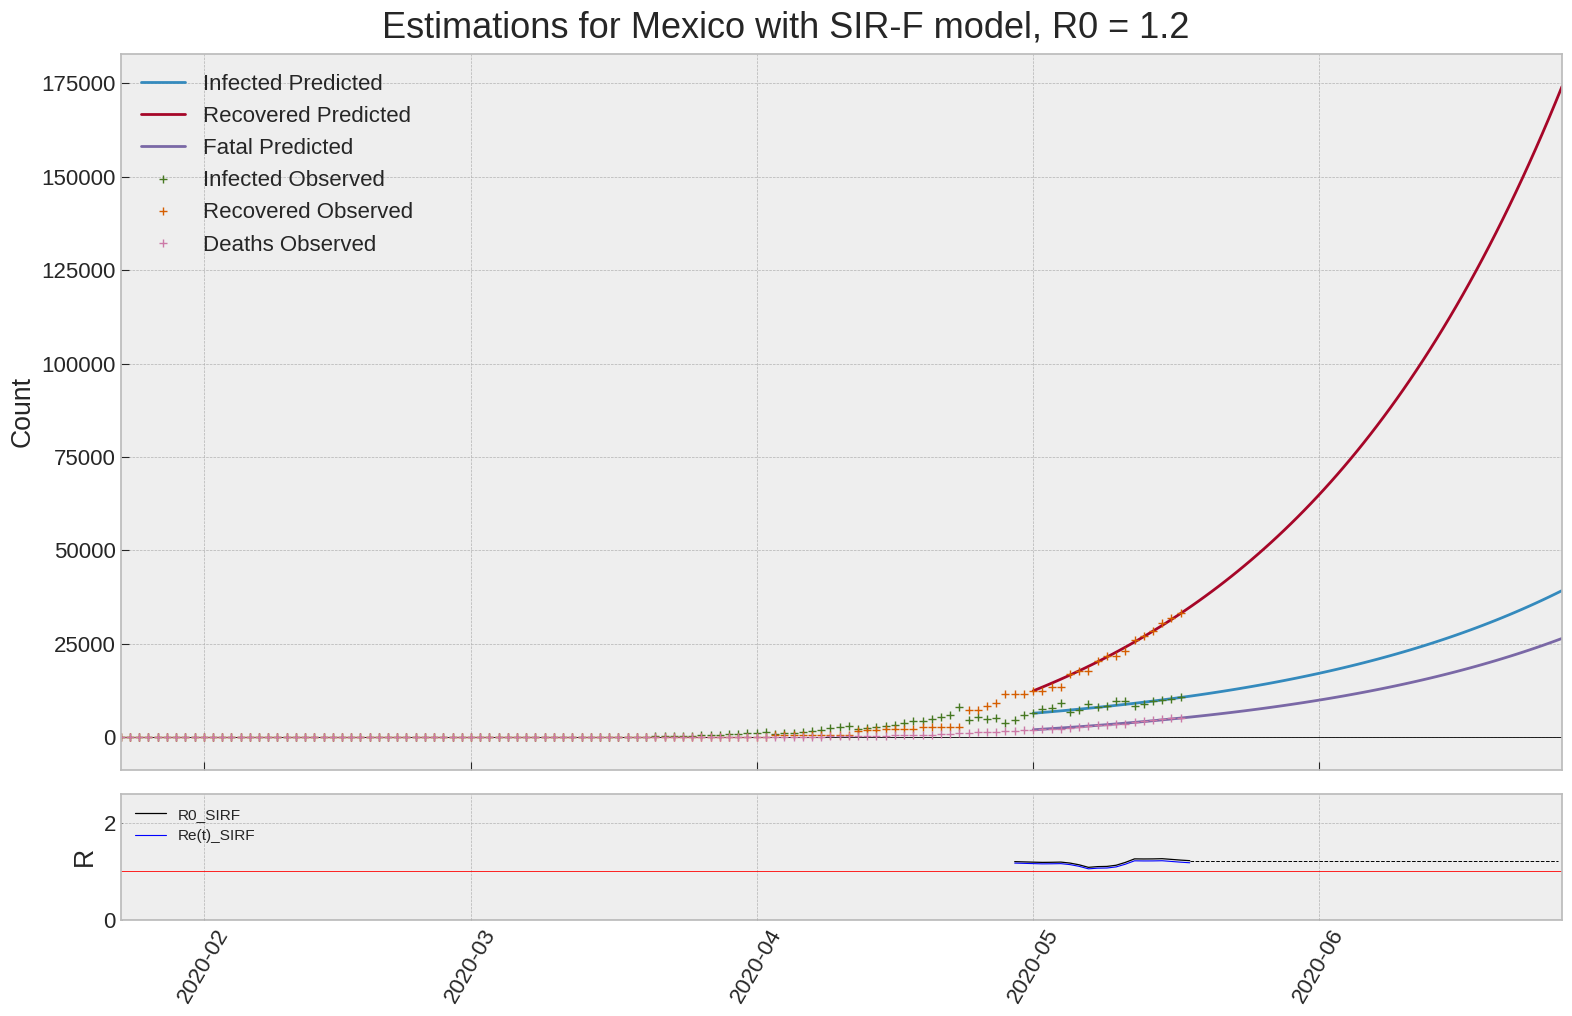 Estimations for Mexico with SIR-F model, R0 = 1.2
Infected Predicted
Recovered Predicted
Fatal Predicted
Infected Observed
Recovered Observed
Deaths Observed
175000
150000
125000
100000
75000
50000
25000
0
Count
R0_SIRF
Re(t)_SIRF
2
0
R
2020-02
2020-03
2020-04
2020-05
2020-06